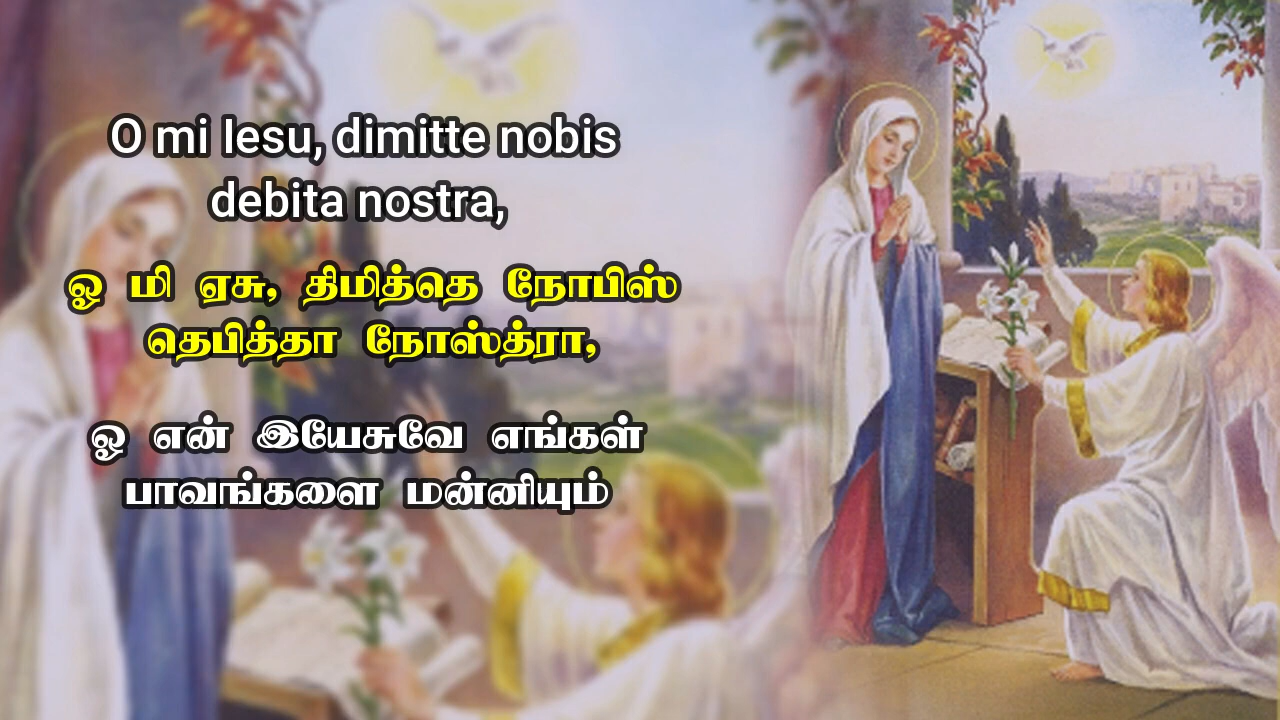 O mi Iesu, dimitte nobis
debita nostra,
ஓ மி ஏசு, திமித்தெ நோபிஸ்
தெபித்தா நோஸ்த்ரா,
ஓ என் இயேசுவே எங்கள்
பாவங்களை மன்னியும்